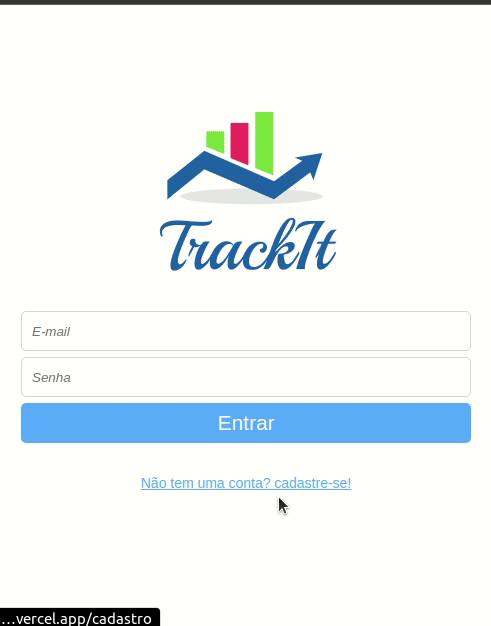 TrackIt
E-mail
Senha
Entrar
Não tem uma conta? cadastre-se!
...vercel.app/cadastro